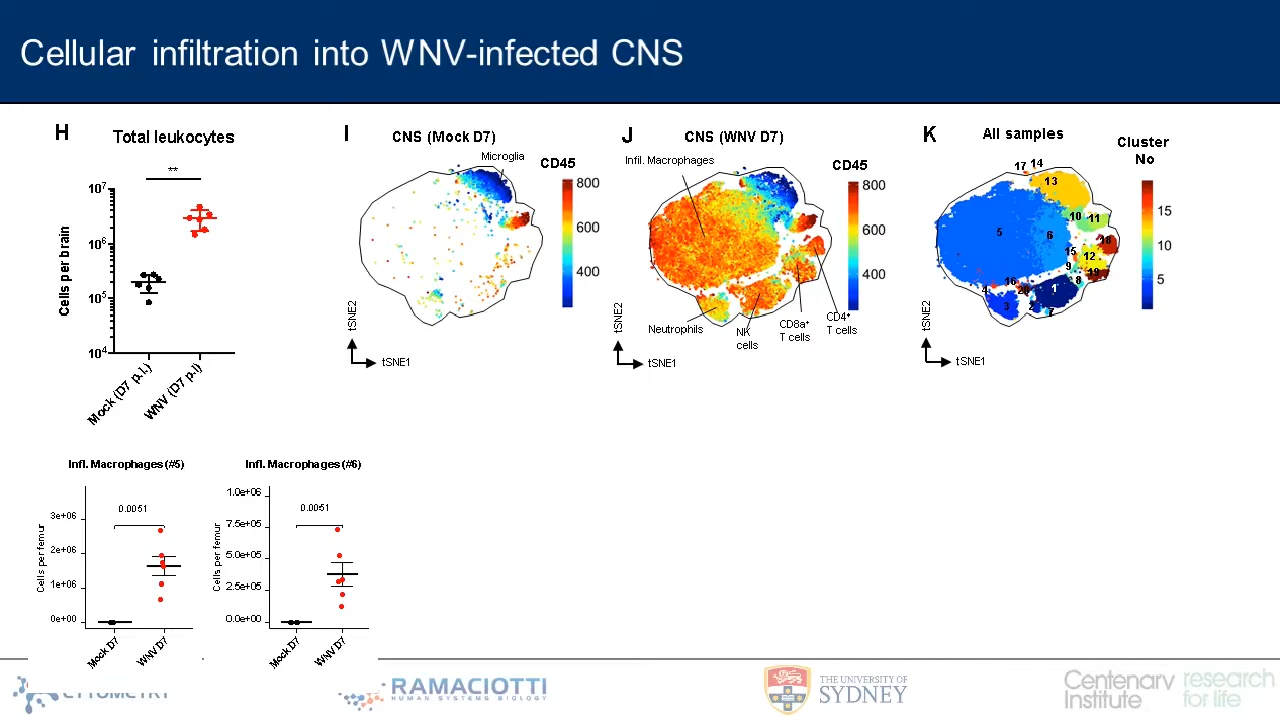 Cellular infiltration into WNV-infected CNS
H
Total leukocytes
**
10⁷
10⁶
10⁵
10⁴
Cells per brain
Mock (D7 p.i.)
WNV (D7 p.i)
I
CNS (Mock D7)
Microglia
CD45
800
600
400
tSNE2
tSNE1
J
CNS (WNV D7)
Infil. Macrophages
CD45
800
600
400
Neutrophils
NK
cells
CD8a⁺
T cells
CD4⁺
T cells
tSNE2
tSNE1
K
All samples
Cluster
No
15
10
5
17 14
13
10 11
5
6
18
15
12
9
19
8
16
4
20
1
3
2
7
tSNE2
tSNE1
Infl. Macrophages (#5)
0.0051
3e+06
2e+06
1e+06
0e+00
Cells per femur
Mock D7
WNV D7
Infl. Macrophages (#6)
0.0051
1.0e+06
7.5e+05
5.0e+05
2.5e+05
0.0e+00
Cells per femur
Mock D7
WNV D7
CYTOMETRY
RAMACIOTTI
HUMAN SYSTEMS BIOLOGY
THE UNIVERSITY OF
SYDNEY
Centenary
Institute
research
for life